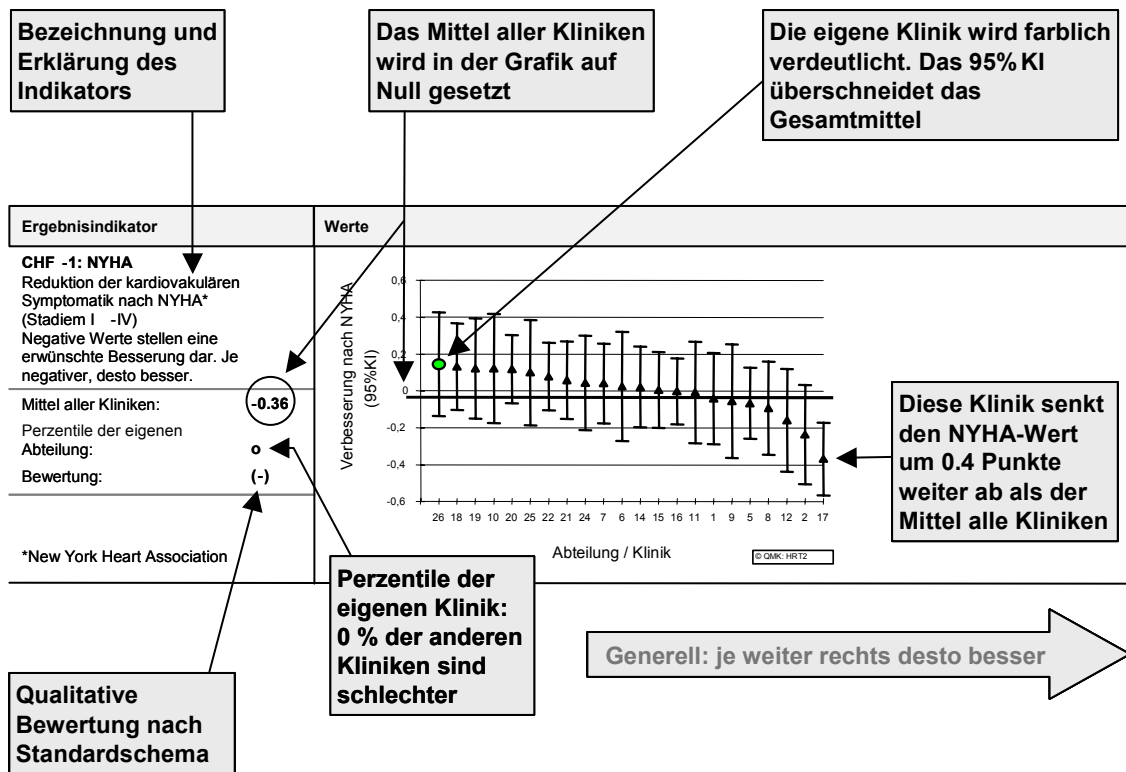 Bezeichnung und
Erklärung des
Indikators
Das Mittel aller Kliniken
wird in der Grafik auf
Null gesetzt
Die eigene Klinik wird farblich
verdeutlicht. Das 95% KI
überschneidet das
Gesamtmittel
Ergebnisindikator
Werte
CHF -1: NYHA
Reduktion der kardiovakulären
Symptomatik nach NYHA*
(Stadiem I -IV)
Negative Werte stellen eine
erwünschte Besserung dar. Je
negativer, desto besser.
Mittel aller Kliniken: -0.36
Perzentile der eigenen
Abteilung: o
Bewertung: (-)
*New York Heart Association
Verbesserung nach NYHA
(95%KI)
0,6
0,4
0,2
0
-0,2
-0,4
-0,6
26 18 19 10 20 25 22 21 24 7 6 14 15 16 11 1 9 5 8 12 2 17
Abteilung / Klinik
© QMK: HRT2
Diese Klinik senkt
den NYHA-Wert
um 0.4 Punkte
weiter ab als der
Mittel alle Kliniken
Perzentile der
eigenen Klinik:
0 % der anderen
Kliniken sind
schlechter
Generell: je weiter rechts desto besser
Qualitative
Bewertung nach
Standardschema